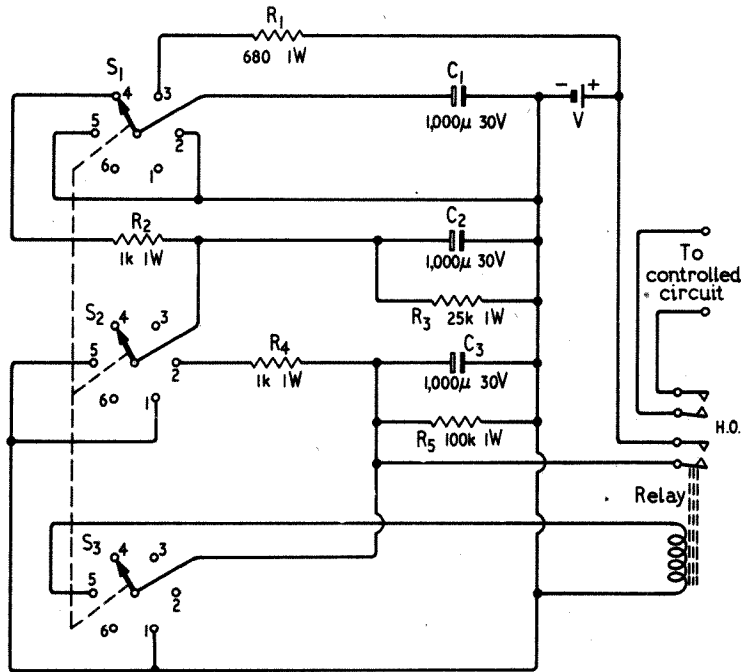 R1
680 1W
S1
4
3
5
2
6
1
C1
1,000μ 30V
−
+
V
R2
1k 1W
C2
1,000μ 30V
R3 25k 1W
To
controlled
circuit
S2
4
3
5
2
6
1
R4
1k 1W
C3
1,000μ 30V
R5 100k 1W
H.O.
Relay
S3
4
3
5
2
6
1